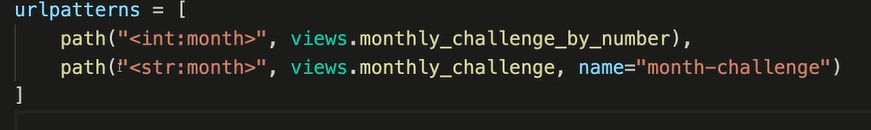 urlpatterns = [
    path("<int:month>", views.monthly_challenge_by_number),
    path("<str:month>", views.monthly_challenge, name="month-challenge")
]